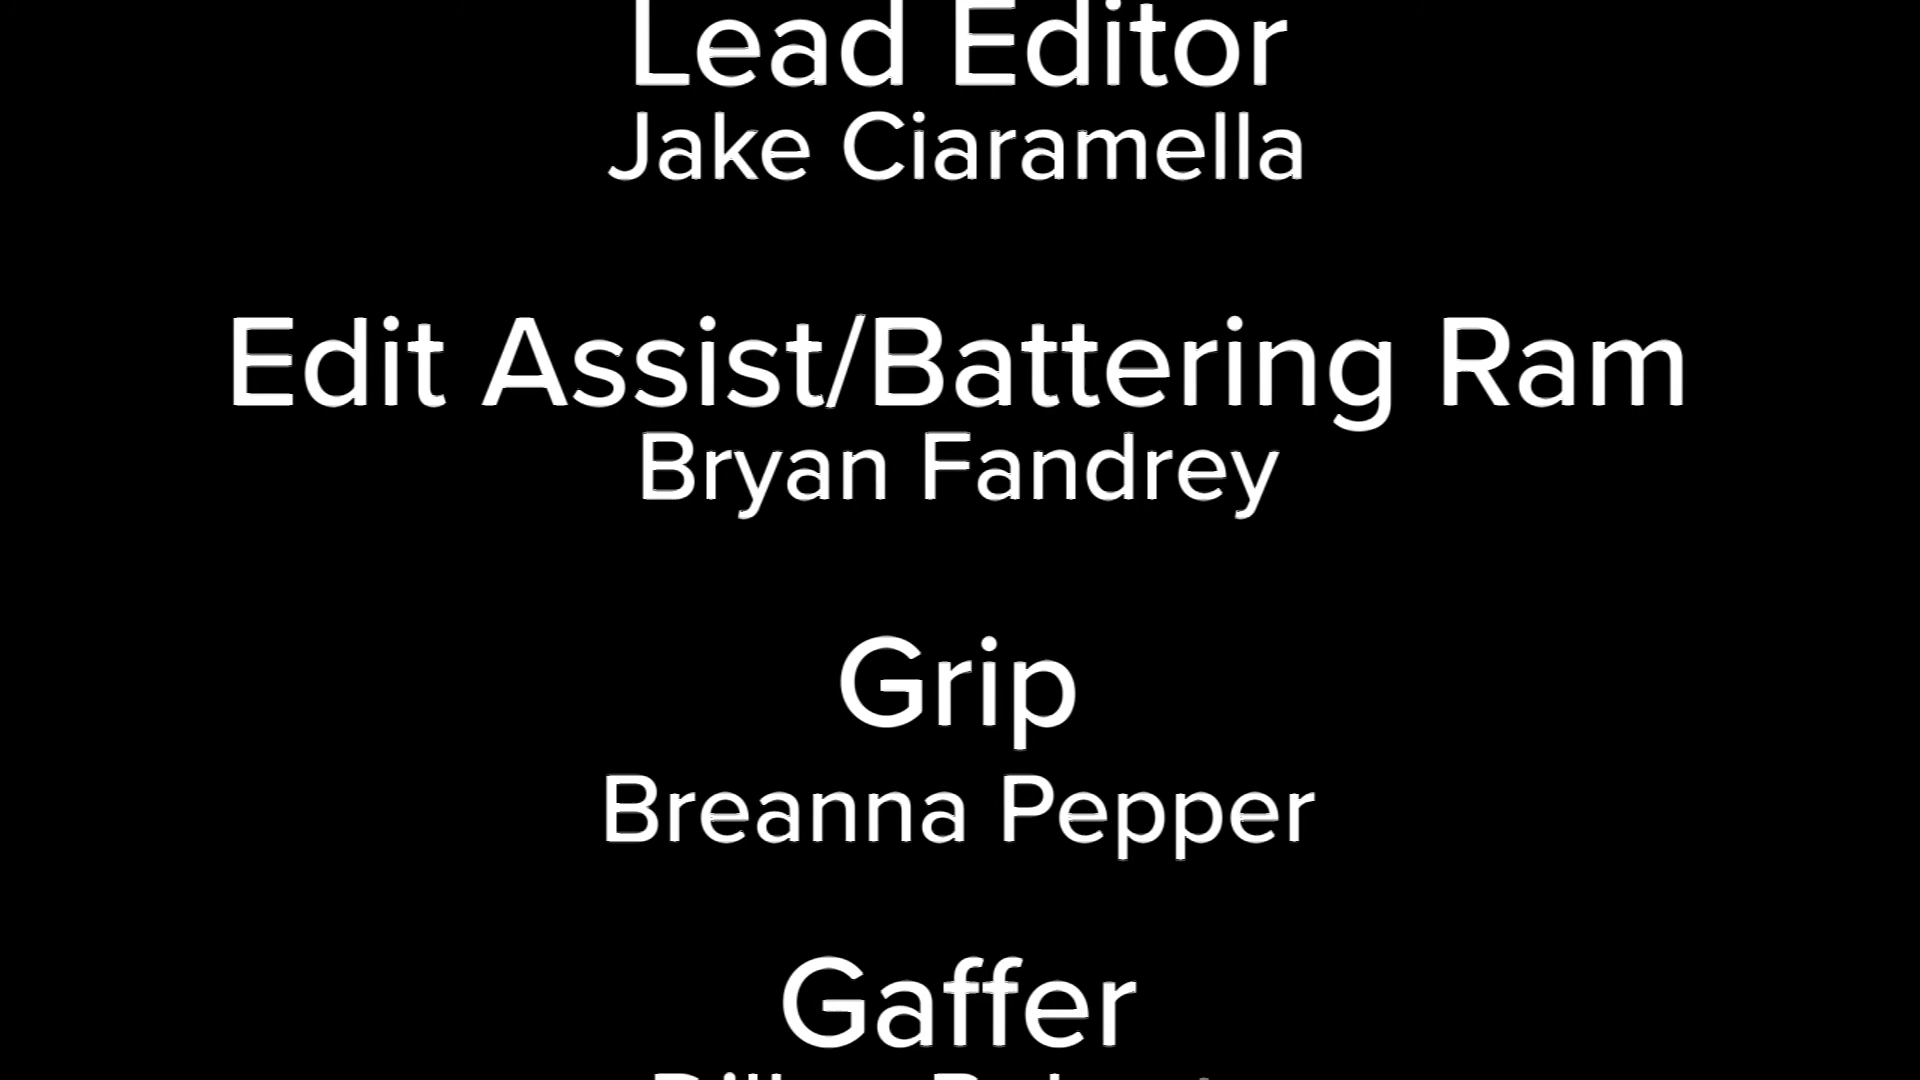 Lead Editor
Jake Ciaramella
Edit Assist/Battering Ram
Bryan Fandrey
Grip
Breanna Pepper
Gaffer